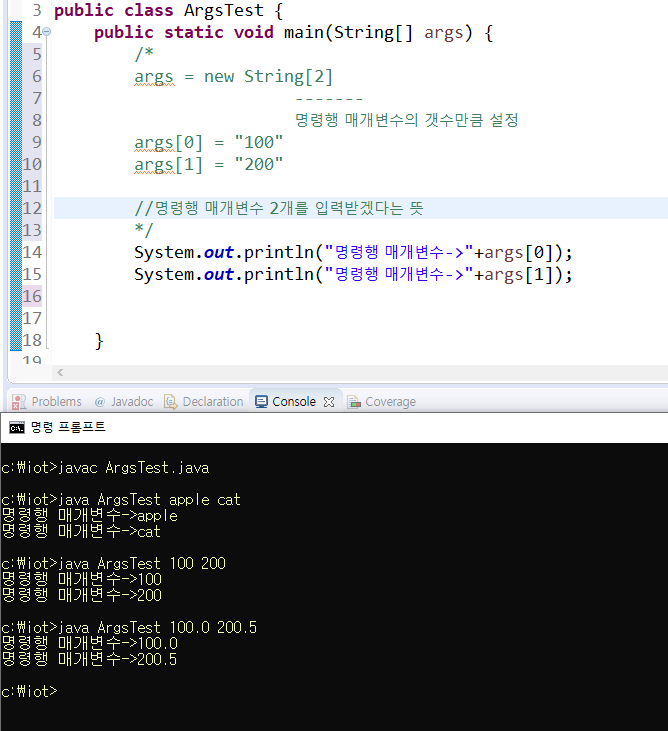 3 public class ArgsTest {
4 public static void main(String[] args) {
5 /*
6 args = new String[2]
7 -------
8 명령행 매개변수의 갯수만큼 설정
9 args[0] = "100"
10 args[1] = "200"
11
12 //명령행 매개변수 2개를 입력받겠다는 뜻
13 */
14 System.out.println("명령행 매개변수->"+args[0]);
15 System.out.println("명령행 매개변수->"+args[1]);
16
17
18 }
19
Problems @ Javadoc Declaration Console Coverage
C:\. 명령 프롬프트
c:\iot>javac ArgsTest.java
c:\iot>java ArgsTest apple cat
명령행 매개변수->apple
명령행 매개변수->cat
c:\iot>java ArgsTest 100 200
명령행 매개변수->100
명령행 매개변수->200
c:\iot>java ArgsTest 100.0 200.5
명령행 매개변수->100.0
명령행 매개변수->200.5
c:\iot>